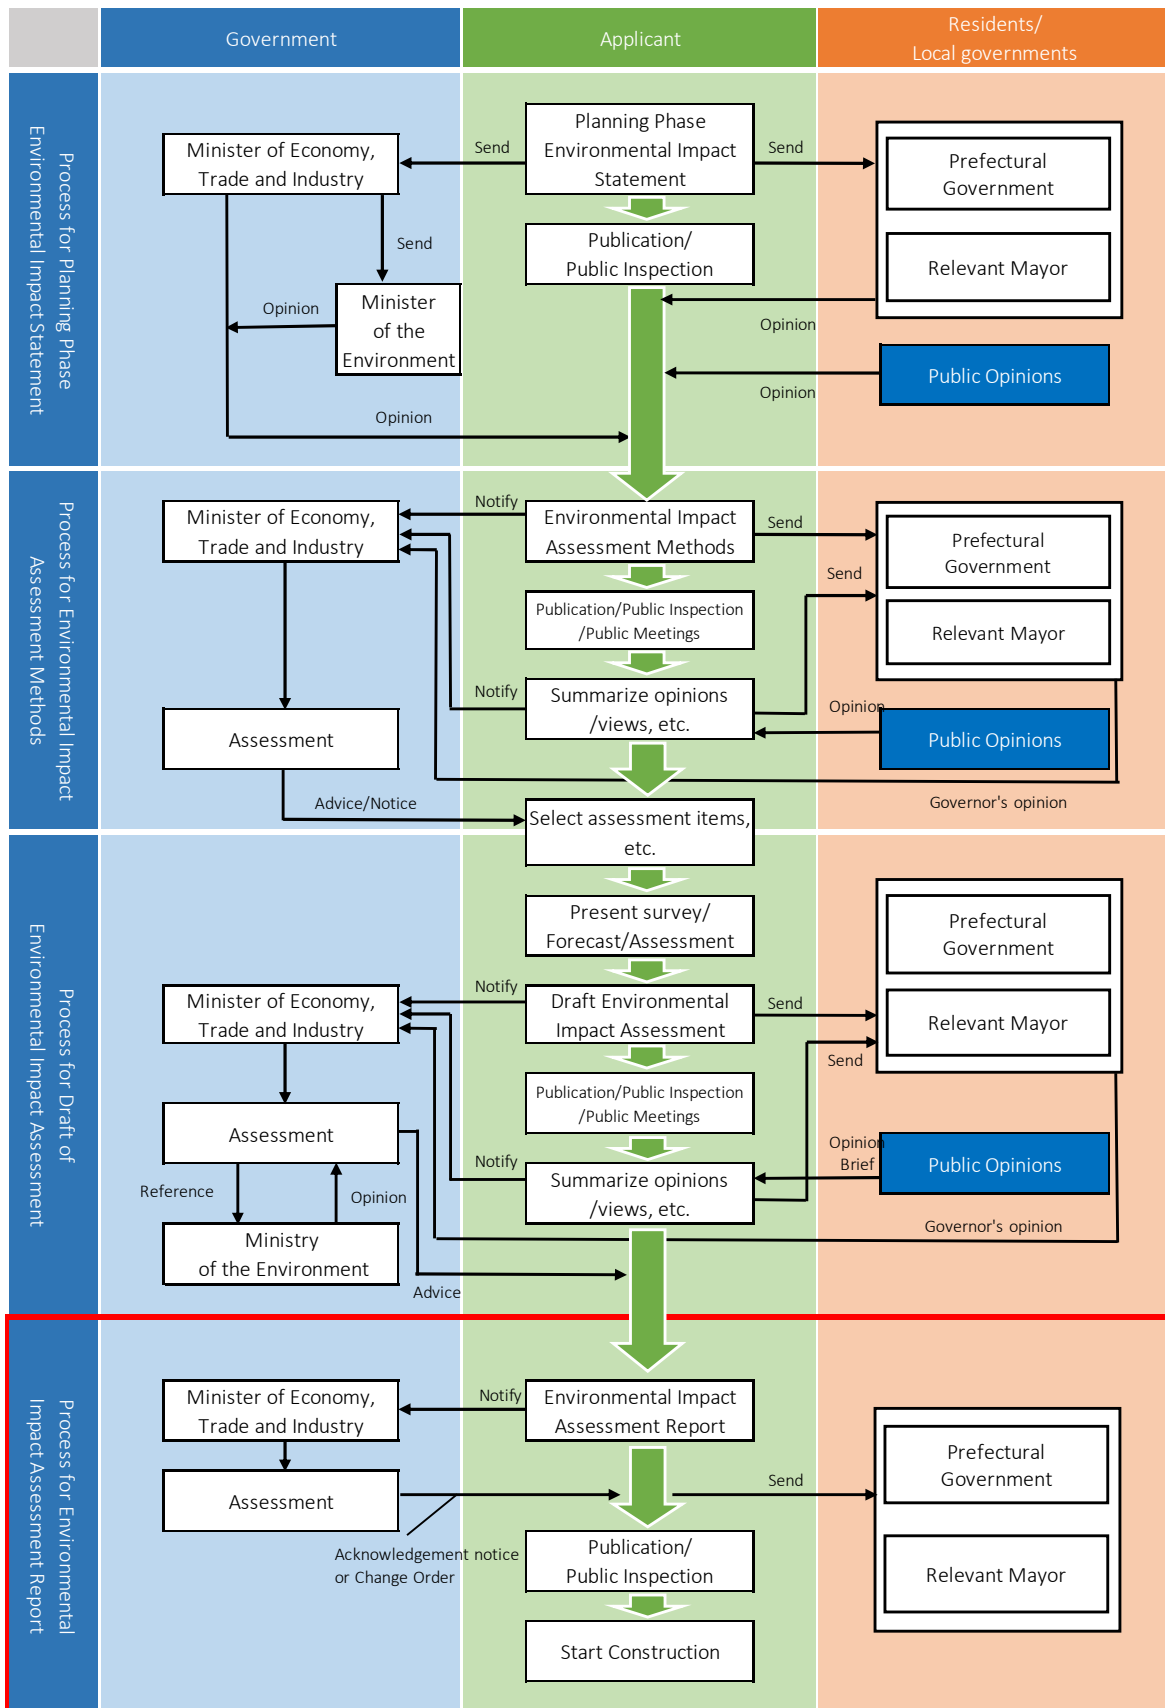 Government
Applicant
Residents/
Local governments
Process for Planning Phase
Environmental Impact Statement
Minister of Economy,
Trade and Industry
Send
Planning Phase
Environmental Impact
Statement
Send
Prefectural
Government
Relevant Mayor
Send
Publication/
Public Inspection
Minister
of the
Environment
Opinion
Opinion
Public Opinions
Opinion
Opinion
Process for Environmental Impact
Assessment Methods
Minister of Economy,
Trade and Industry
Notify
Environmental Impact
Assessment Methods
Send
Prefectural
Government
Relevant Mayor
Send
Publication/Public Inspection
/Public Meetings
Notify
Summarize opinions
/views, etc.
Opinion
Public Opinions
Assessment
Governor's opinion
Advice/Notice
Select assessment items,
etc.
Process for Draft of
Environmental Impact Assessment
Present survey/
Forecast/Assessment
Prefectural
Government
Relevant Mayor
Minister of Economy,
Trade and Industry
Notify
Draft Environmental
Impact Assessment
Send
Send
Publication/Public Inspection
/Public Meetings
Assessment
Notify
Summarize opinions
/views, etc.
Opinion
Brief
Public Opinions
Reference
Opinion
Ministry
of the Environment
Governor's opinion
Advice
Process for Environmental
Impact Assessment Report
Minister of Economy,
Trade and Industry
Notify
Environmental Impact
Assessment Report
Prefectural
Government
Relevant Mayor
Assessment
Send
Acknowledgement notice
or Change Order
Publication/
Public Inspection
Start Construction